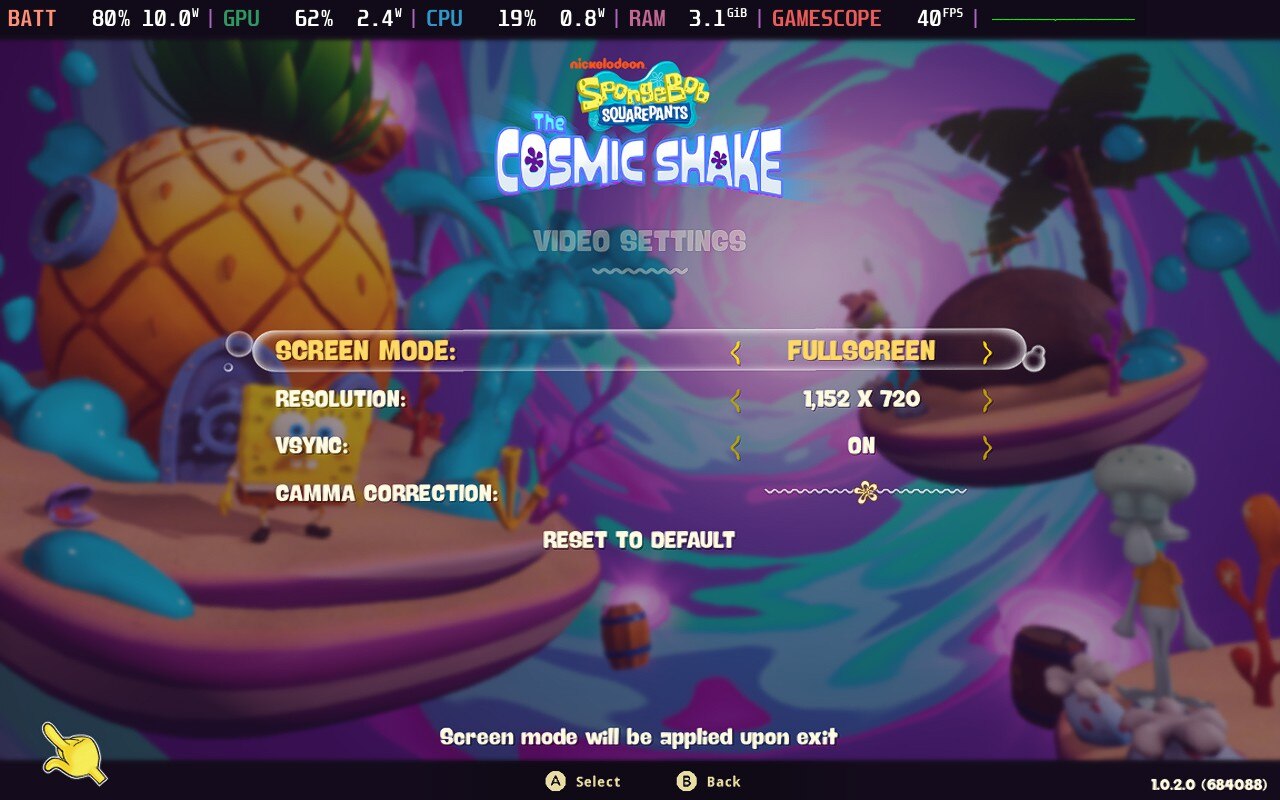 BATT 80% 10.0W | GPU 62% 2.4W | CPU 19% 0.8W | RAM 3.1GiB | GAMESCOPE 40FPS |
nickelodeon
SpongeBob
SQUAREPANTS
The
COSMIC SHAKE
VIDEO SETTINGS
SCREEN MODE: FULLSCREEN
RESOLUTION: 1,152 X 720
VSYNC: ON
GAMMA CORRECTION:
RESET TO DEFAULT
Screen mode will be applied upon exit
A Select B Back
1.0.2.0 (684088)